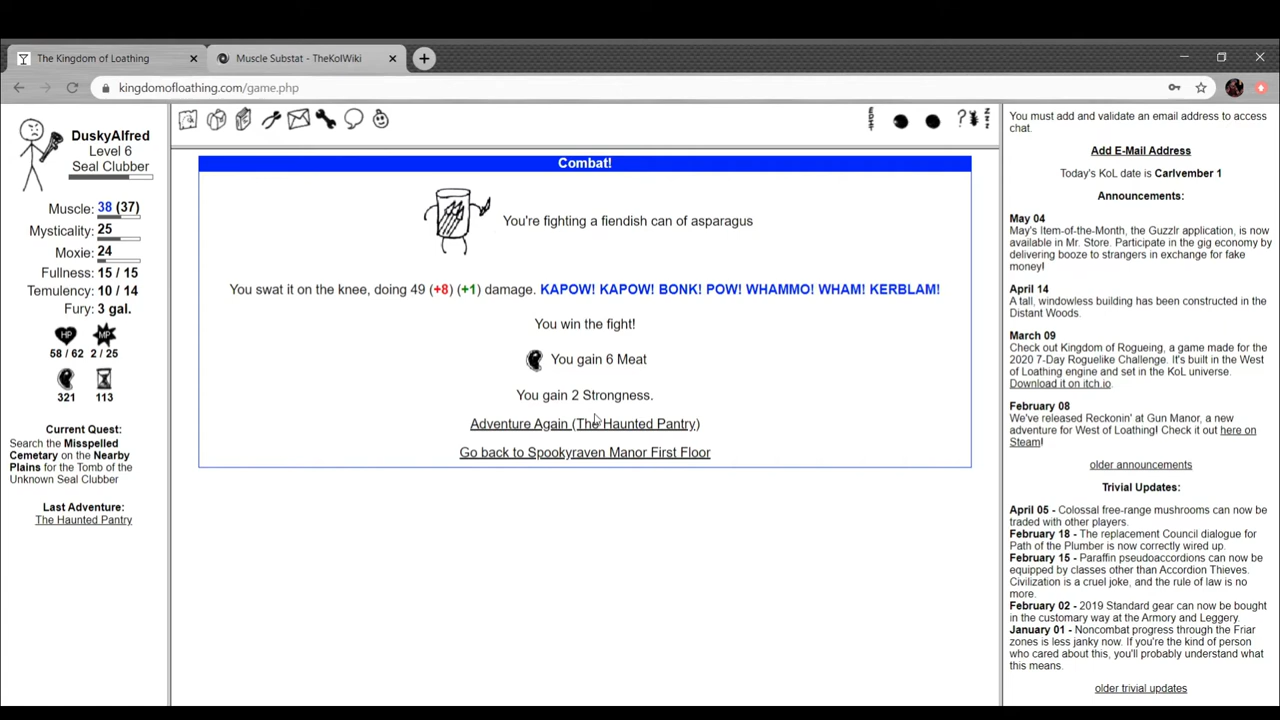 The Kingdom of Loathing
Muscle Substat - TheKolWiki
kingdomofloathing.com/game.php
DuskyAlfred
Level 6
Seal Clubber
Muscle: 38 (37)
Mysticality: 25
Moxie: 24
Fullness: 15 / 15
Temulency: 10 / 14
Fury: 3 gal.
HP MP
58 / 62 2 / 25
321 113
Current Quest:
Search the Misspelled
Cemetary on the Nearby
Plains for the Tomb of the
Unknown Seal Clubber
Last Adventure:
The Haunted Pantry
Combat!
You're fighting a fiendish can of asparagus
You swat it on the knee, doing 49 (+8) (+1) damage. KAPOW! KAPOW! BONK! POW! WHAMMO! WHAM! KERBLAM!
You win the fight!
You gain 6 Meat
You gain 2 Strongness.
Adventure Again (The Haunted Pantry)
Go back to Spookyraven Manor First Floor
You must add and validate an email address to access
chat.
Add E-Mail Address
Today's KoL date is Carlvember 1
Announcements:
May 04
May's Item-of-the-Month, the Guzzlr application, is now
available in Mr. Store. Participate in the gig economy by
delivering booze to strangers in exchange for fake
money!
April 14
A tall, windowless building has been constructed in the
Distant Woods.
March 09
Check out Kingdom of Rogueing, a game made for the
2020 7-Day Roguelike Challenge. It's built in the West
of Loathing engine and set in the KoL universe.
Download it on itch.io.
February 08
We've released Reckonin' at Gun Manor, a new
adventure for West of Loathing! Check it out here on
Steam!
older announcements
Trivial Updates:
April 05 - Colossal free-range mushrooms can now be
traded with other players.
February 18 - The replacement Council dialogue for
Path of the Plumber is now correctly wired up.
February 15 - Paraffin pseudoaccordions can now be
equipped by classes other than Accordion Thieves.
Civilization is a cruel joke, and the rule of law is no
more.
February 02 - 2019 Standard gear can now be bought
in the customary way at the Armory and Leggery.
January 01 - Noncombat progress through the Friar
zones is less janky now. If you're the kind of person
who cared about this, you'll probably understand what
this means.
older trivial updates